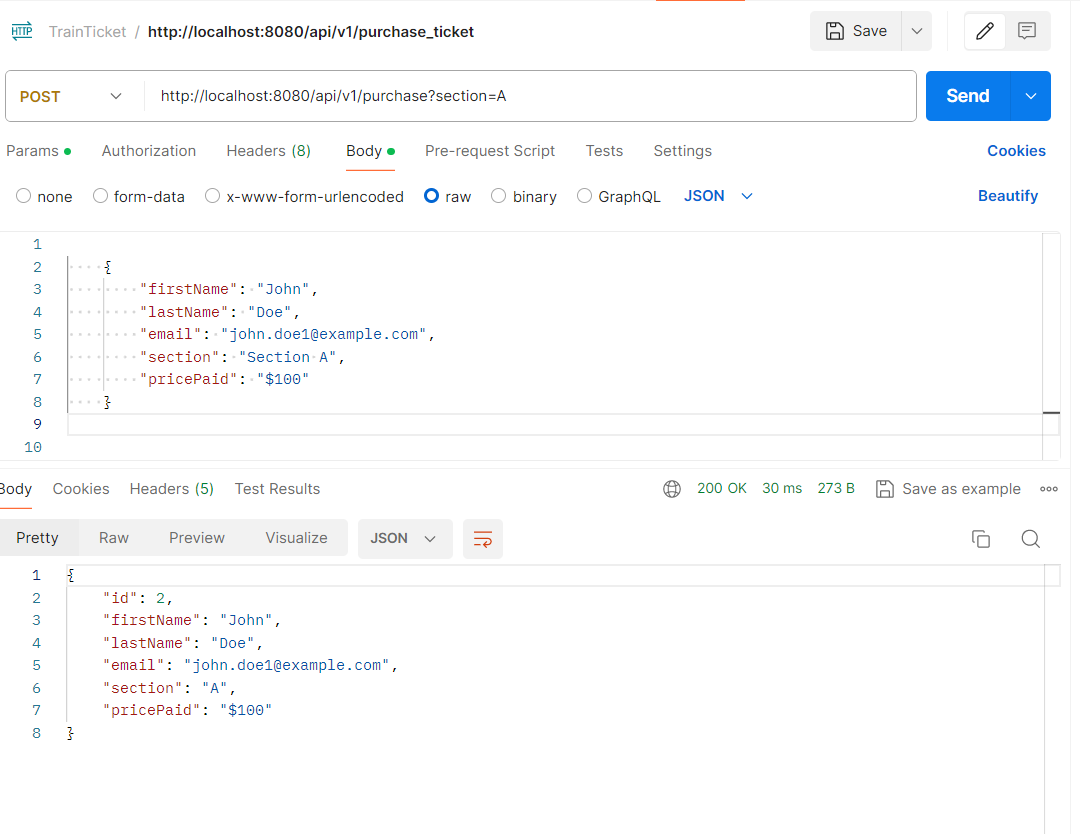 HTTP TrainTicket / http://localhost:8080/api/v1/purchase_ticket Save
POST http://localhost:8080/api/v1/purchase?section=A Send
Params Authorization Headers (8) Body Pre-request Script Tests Settings Cookies
none form-data x-www-form-urlencoded raw binary GraphQL JSON Beautify
1
2 {
3 "firstName": "John",
4 "lastName": "Doe",
5 "email": "john.doe1@example.com",
6 "section": "Section A",
7 "pricePaid": "$100"
8 }
9
10
Body Cookies Headers (5) Test Results 200 OK 30 ms 273 B Save as example
Pretty Raw Preview Visualize JSON
1 {
2 "id": 2,
3 "firstName": "John",
4 "lastName": "Doe",
5 "email": "john.doe1@example.com",
6 "section": "A",
7 "pricePaid": "$100"
8 }